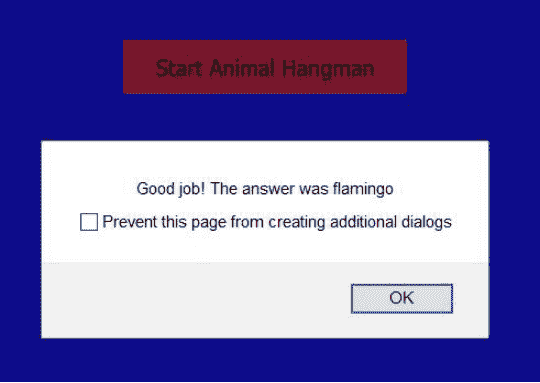 Start Animal Hangman
Good job! The answer was flamingo
Prevent this page from creating additional dialogs
OK